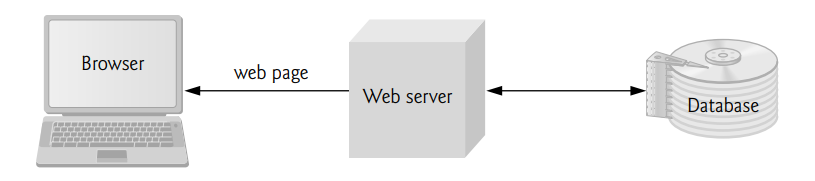 Browser
web page
Web server
Database